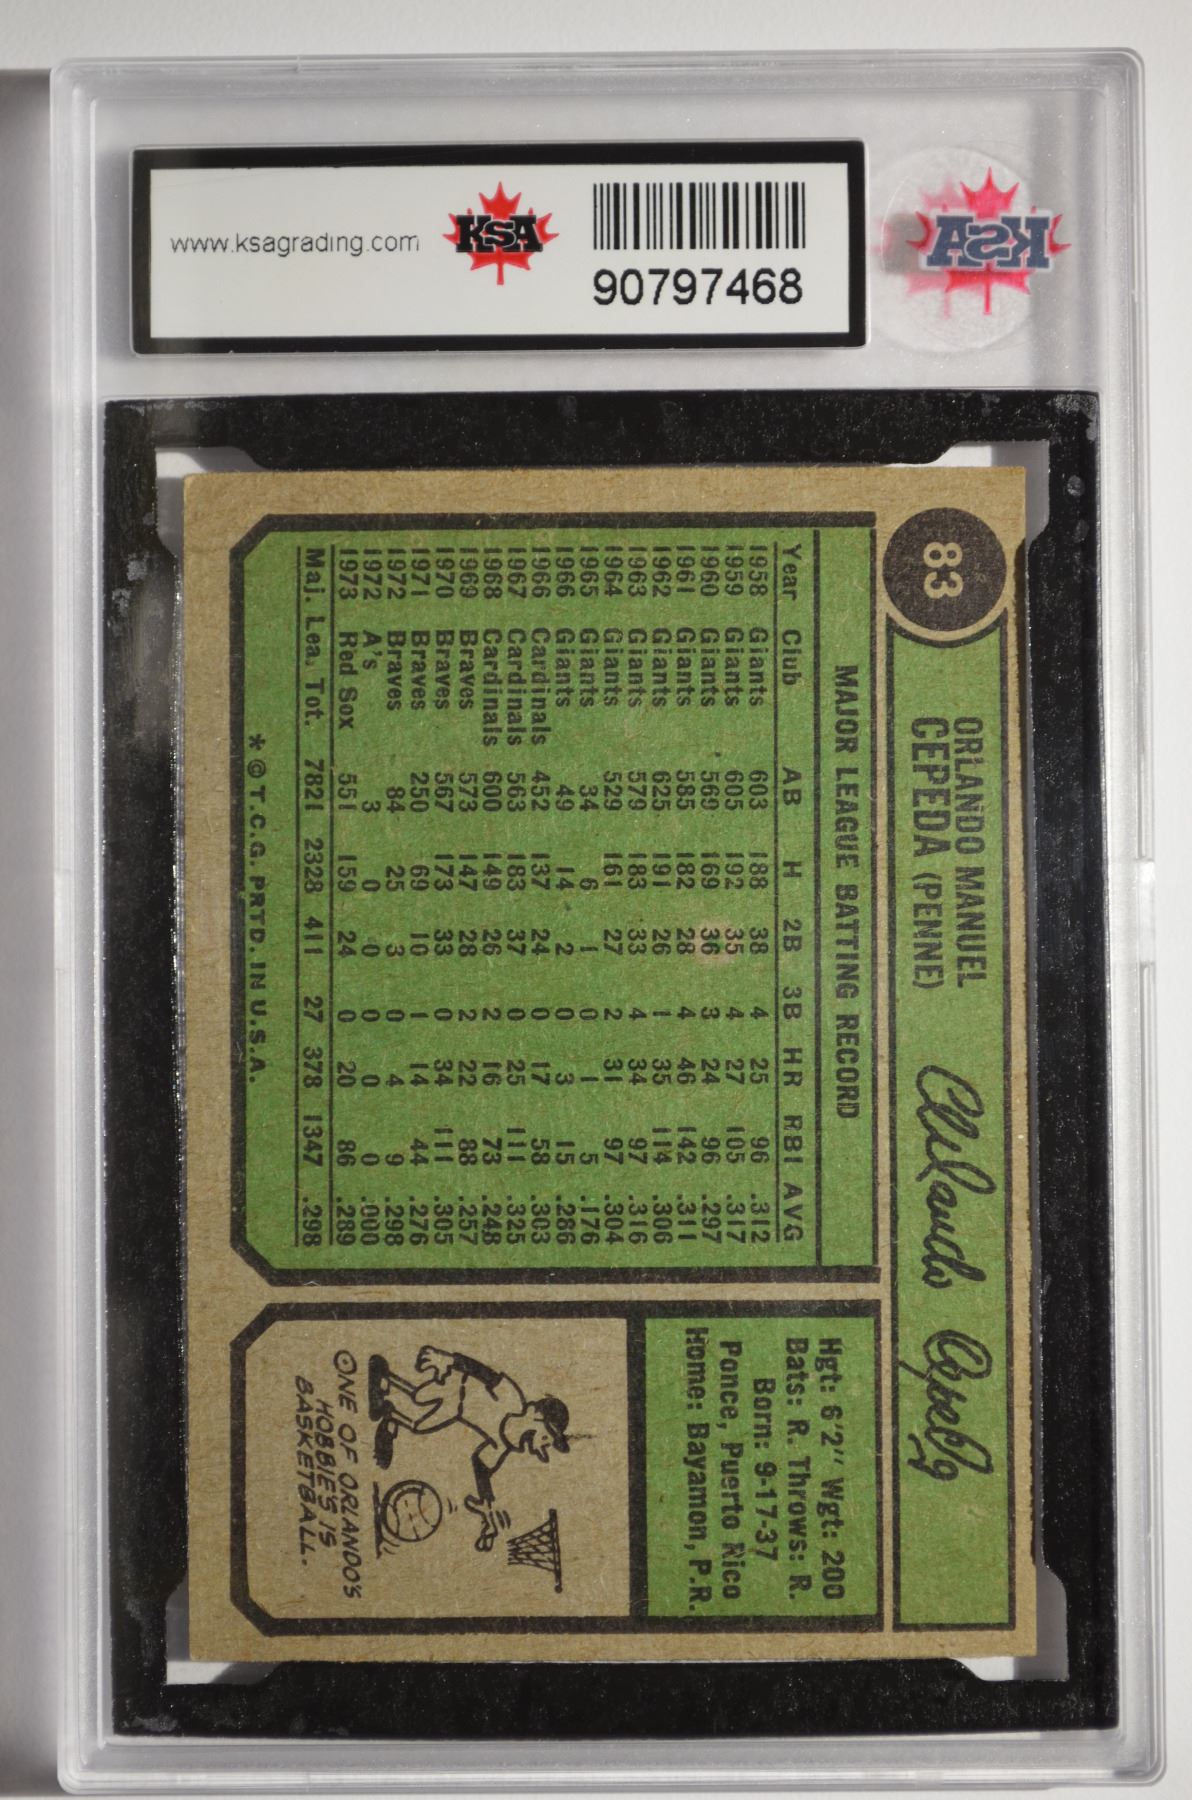 www.ksagrading.com
KSA
90797468
KSA
83
ORLANDO MANUEL
CEPEDA (PENNE)
Orlando Cepeda
MAJOR LEAGUE BATTING RECORD
Year Club AB H 2B 3B HR RBI AVG
1958 Giants 603 188 38 4 25 96 .312
1959 Giants 605 192 35 4 27 105 .317
1960 Giants 569 169 36 3 24 96 .297
1961 Giants 585 182 28 4 46 142 .311
1962 Giants 625 191 26 1 35 114 .306
1963 Giants 579 183 33 4 34 97 .316
1964 Giants 529 161 27 2 31 97 .304
1965 Giants 34 6 1 0 1 5 .176
1966 Giants 49 14 2 0 3 15 .286
1966 Cardinals 452 137 24 0 17 58 .303
1967 Cardinals 563 183 37 0 25 111 .325
1968 Cardinals 600 149 26 2 16 73 .248
1969 Braves 573 147 28 2 22 88 .257
1970 Braves 567 173 33 0 34 111 .305
1971 Braves 250 69 10 1 14 44 .276
1972 Braves 84 25 3 0 4 9 .298
1972 A's 3 0 0 0 0 0 .000
1973 Red Sox 551 159 24 0 20 86 .289
Maj. Lea. Tot. 7821 2328 411 27 378 1347 .298
* © T.C.G. PRTD. IN U.S.A.
Hgt: 6'2" Wgt: 200
Bats: R. Throws: R.
Born: 9-17-37
Ponce, Puerto Rico
Home: Bayamon, P.R.
ONE OF ORLANDO'S
HOBBIES IS
BASKETBALL.